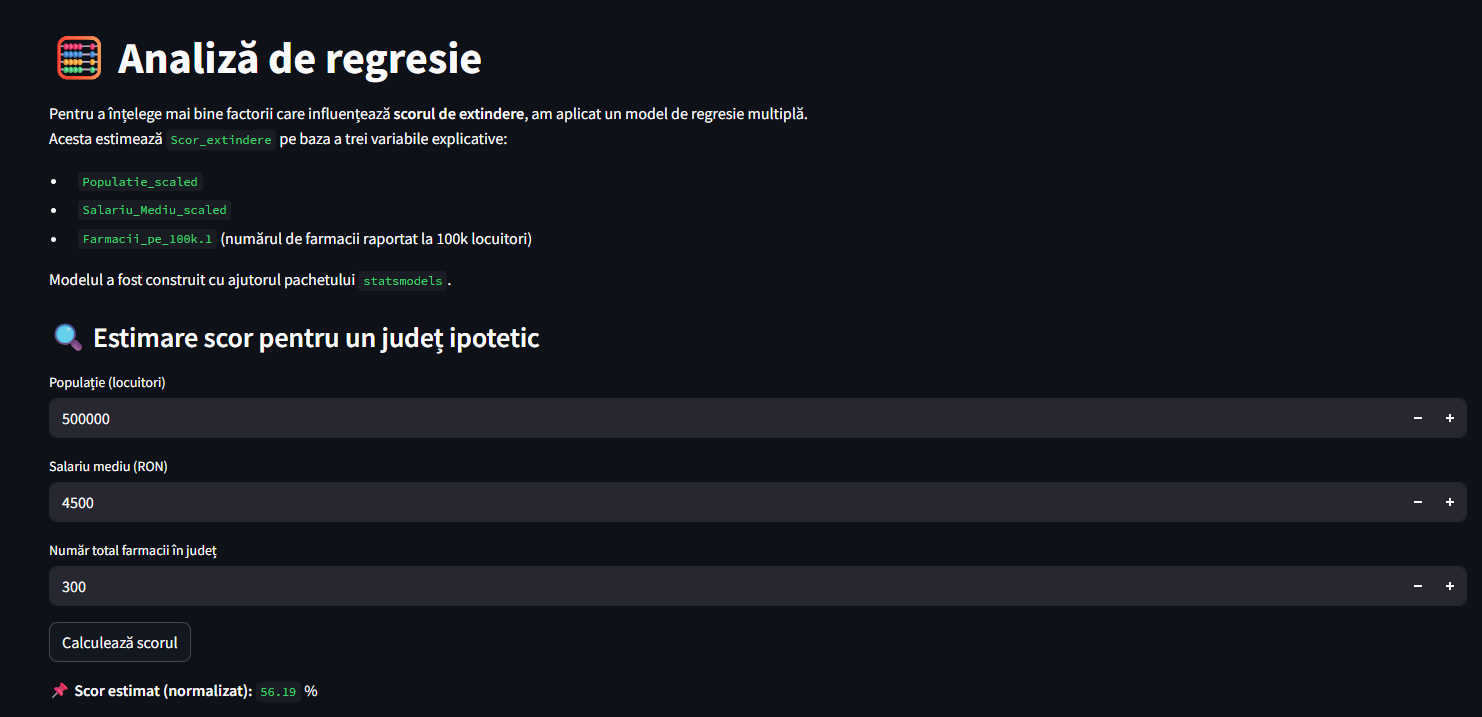 Analiză de regresie
Pentru a înțelege mai bine factorii care influențează scorul de extindere, am aplicat un model de regresie multiplă.
Acesta estimează Scor_extindere pe baza a trei variabile explicative:
• Populatie_scaled
• Salariu_Mediu_scaled
• Farmacii_pe_100k.1 (numărul de farmacii raportat la 100k locuitori)
Modelul a fost construit cu ajutorul pachetului statsmodels .
Estimare scor pentru un județ ipotetic
Populație (locuitori)
500000
Salariu mediu (RON)
4500
Număr total farmacii în județ
300
Calculează scorul
Scor estimat (normalizat): 56.19 %